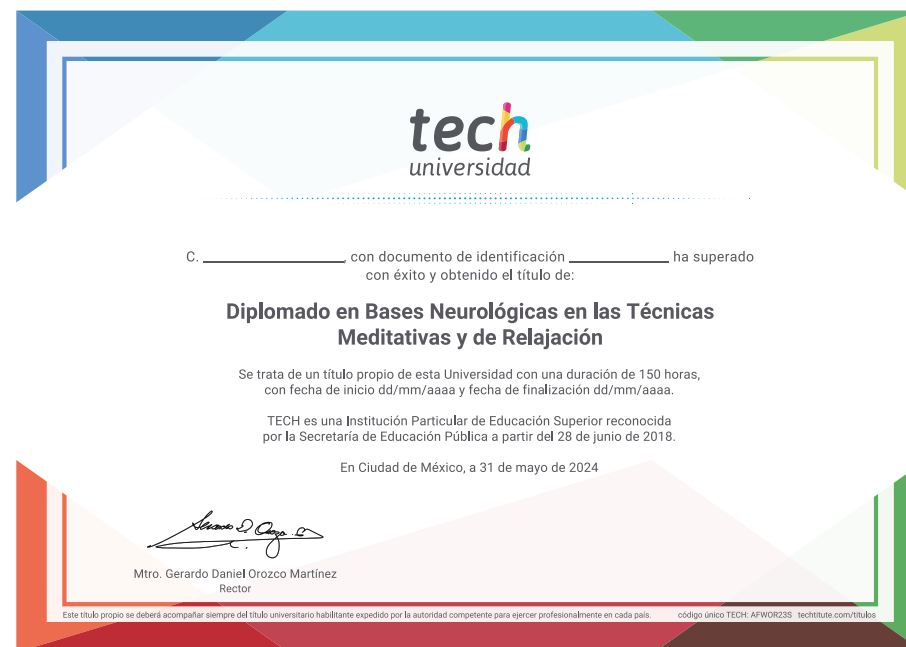 tech
universidad
C. ____________, con documento de identificación ____________ ha superado
con éxito y obtenido el título de:
Diplomado en Bases Neurológicas en las Técnicas
Meditativas y de Relajación
Se trata de un título propio de esta Universidad con una duración de 150 horas,
con fecha de inicio dd/mm/aaaa y fecha de finalización dd/mm/aaaa.
TECH es una Institución Particular de Educación Superior reconocida
por la Secretaría de Educación Pública a partir del 28 de junio de 2018.
En Ciudad de México, a 31 de mayo de 2024
Mtro. Gerardo Daniel Orozco Martínez
Rector
Este título propio se deberá acompañar siempre del título universitario habilitante expedido por la autoridad competente para ejercer profesionalmente en cada país. código único TECH: AFWOR23S techtitute.com/titulos